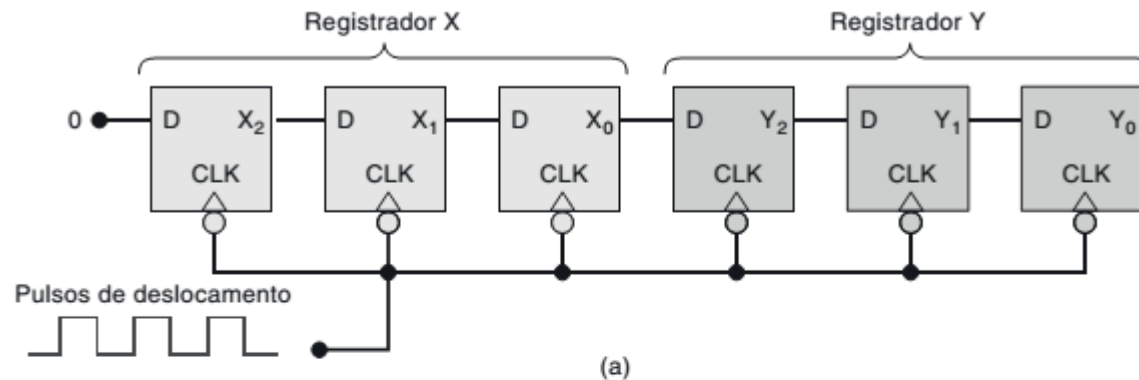 Registrador X Registrador Y
0 D X₂ D X₁ D X₀ D Y₂ D Y₁ D Y₀
CLK CLK CLK CLK CLK CLK
Pulsos de deslocamento
(a)